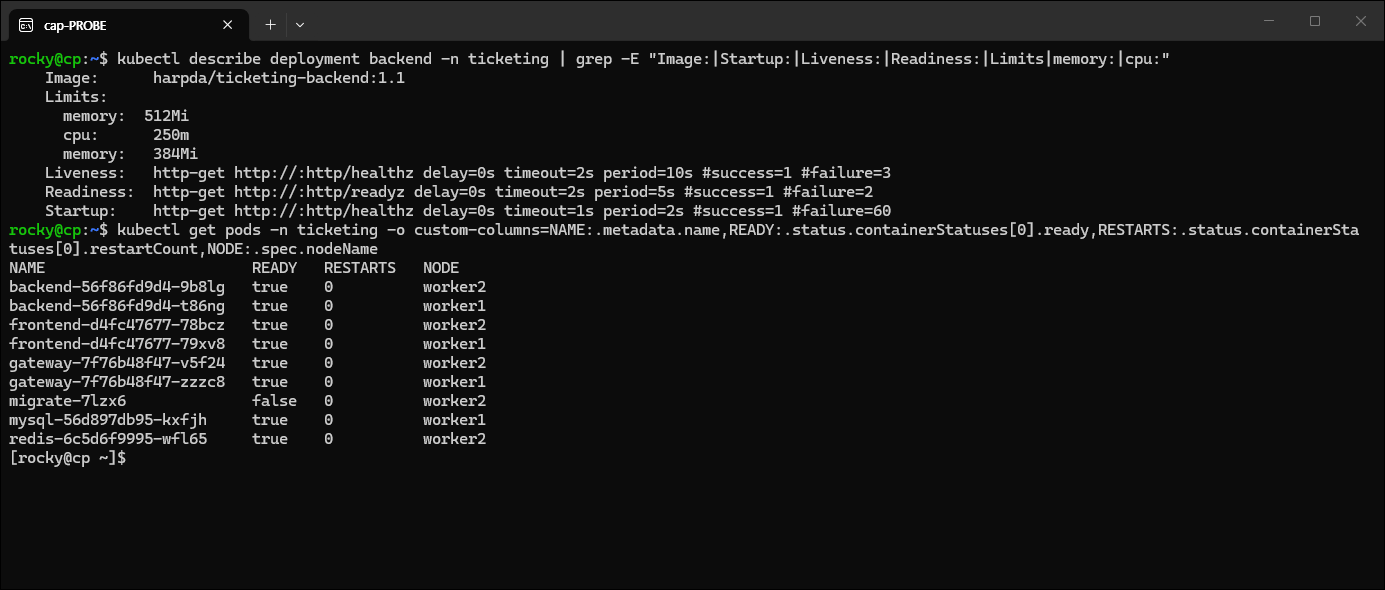 cap-PROBE
rocky@cp:~$ kubectl describe deployment backend -n ticketing | grep -E "Image:|Startup:|Liveness:|Readiness:|Limits|memory:|cpu:"
    Image:      harpda/ticketing-backend:1.1
    Limits:
      memory:  512Mi
      cpu:      250m
      memory:   384Mi
    Liveness:   http-get http://:http/healthz delay=0s timeout=2s period=10s #success=1 #failure=3
    Readiness:  http-get http://:http/readyz delay=0s timeout=2s period=5s #success=1 #failure=2
    Startup:    http-get http://:http/healthz delay=0s timeout=1s period=2s #success=1 #failure=60
rocky@cp:~$ kubectl get pods -n ticketing -o custom-columns=NAME:.metadata.name,READY:.status.containerStatuses[0].ready,RESTARTS:.status.containerSta
tuses[0].restartCount,NODE:.spec.nodeName
NAME                       READY   RESTARTS   NODE
backend-56f86fd9d4-9b8lg   true    0          worker2
backend-56f86fd9d4-t86ng   true    0          worker1
frontend-d4fc47677-78bcz   true    0          worker2
frontend-d4fc47677-79xv8   true    0          worker1
gateway-7f76b48f47-v5f24   true    0          worker2
gateway-7f76b48f47-zzzc8   true    0          worker1
migrate-7lzx6              false   0          worker2
mysql-56d897db95-kxfjh     true    0          worker1
redis-6c5d6f9995-wfl65     true    0          worker2
[rocky@cp ~]$